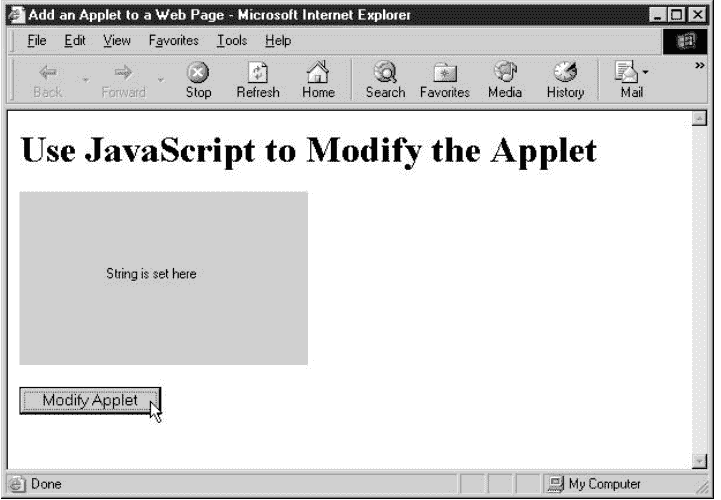 Add an Applet to a Web Page - Microsoft Internet Explorer
File Edit View Favorites Tools Help
Back Forward Stop Refresh Home Search Favorites Media History Mail »
Use JavaScript to Modify the Applet
String is set here
Modify Applet
Done My Computer